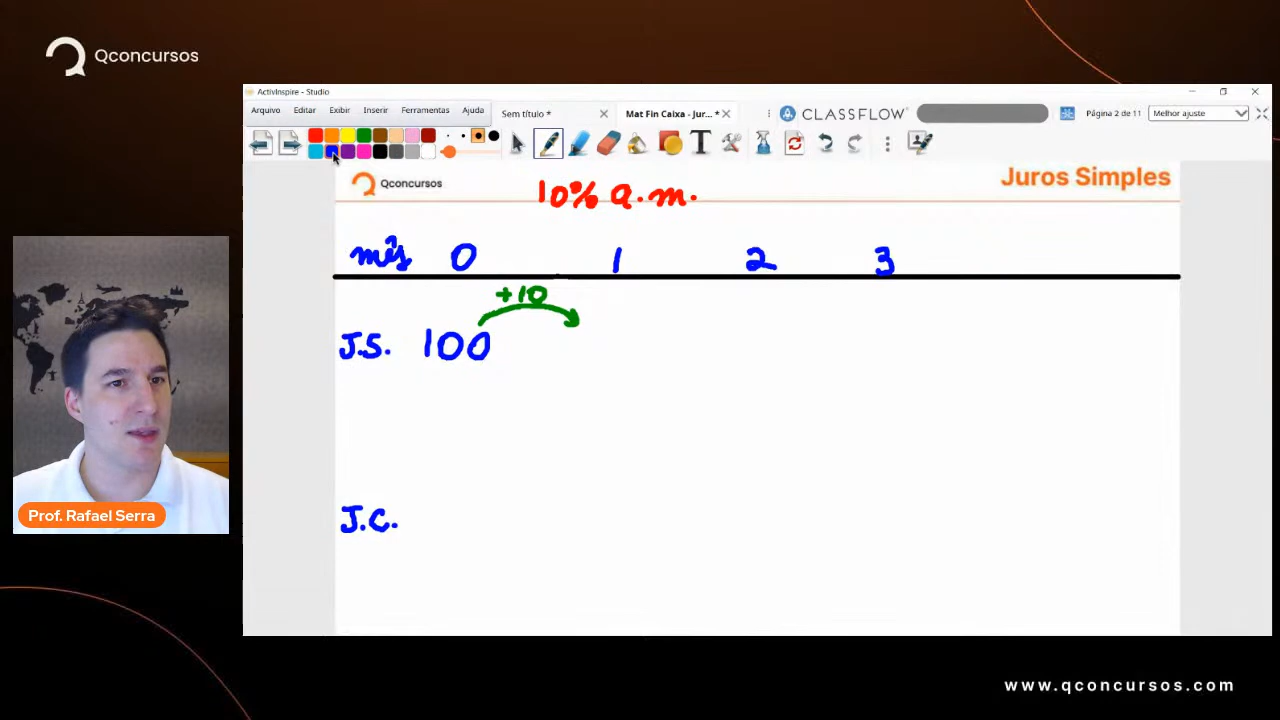 Qconcursos
ActivInspire - Studio
Arquivo Editar Exibir Inserir Ferramentas Ajuda
Sem título *
Mat Fin Caixa - Jur... *
CLASSFLOW
Página 2 de 11
Melhor ajuste
T
Qconcursos
10% a.m.
Juros Simples
mês 0 1 2 3
+10
J.S. 100
Prof. Rafael Serra
J.C.
www.qconcursos.com